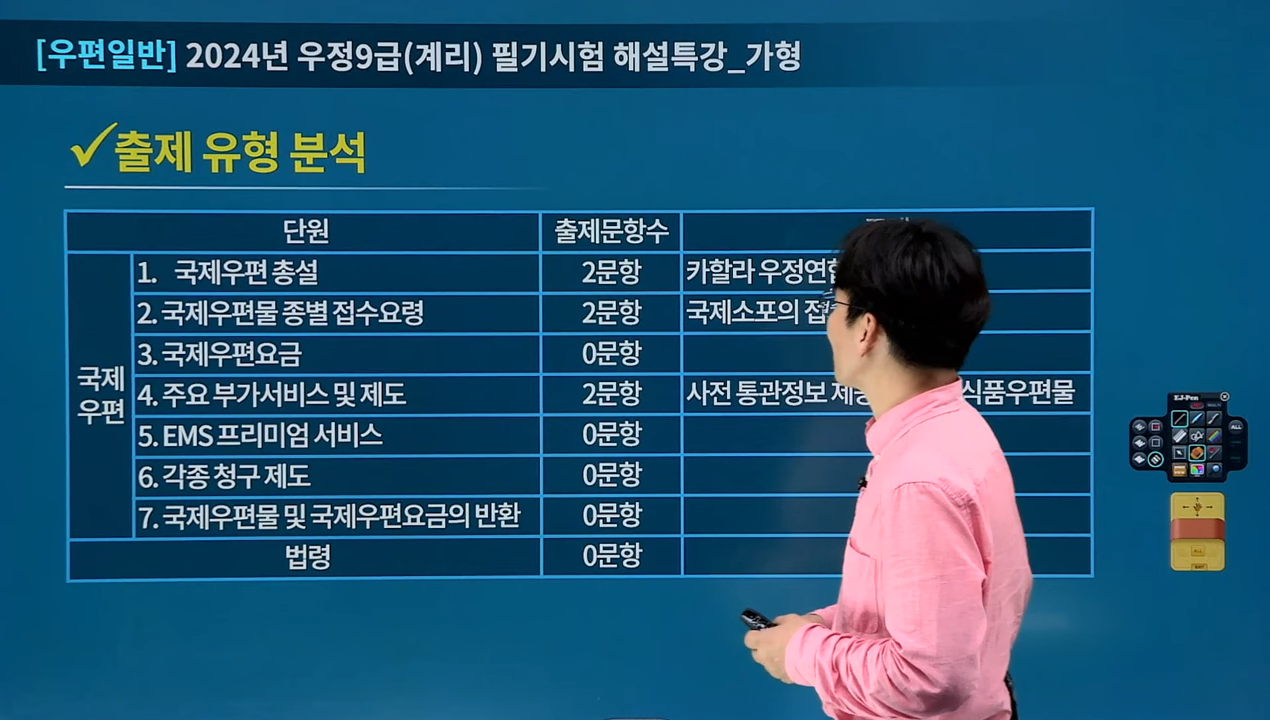 [우편일반] 2024년 우정9급(계리) 필기시험 해설특강_가형
✓출제 유형 분석
단원 출제문항수
국제우편
1. 국제우편 총설 2문항 카할라 우정연합
2. 국제우편물 종별 접수요령 2문항 국제소포의
3. 국제우편요금 0문항
4. 주요 부가서비스 및 제도 2문항 사전 통관정보 식품우편물
5. EMS 프리미엄 서비스 0문항
6. 각종 청구 제도 0문항
7. 국제우편물 및 국제우편요금의 반환 0문항
법령 0문항
EJ-Pen
ALL
ALL